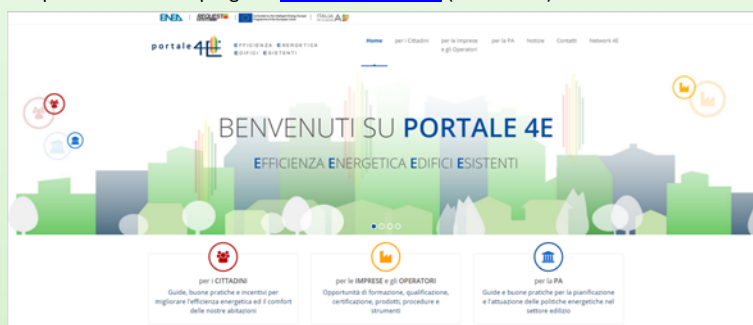 ENEA REQUEST ITALIA
portale 4E EFFICIENZA ENERGETICA
EDIFICI ESISTENTI
Home per i Cittadini per le Imprese per la PA Notizie Contatti Network 4E
e gli Operatori
BENVENUTI SU PORTALE 4E
EFFICIENZA ENERGETICA EDIFICI ESISTENTI
per i CITTADINI
Guide, buone pratiche e incentivi per
migliorare l'efficienza energetica ed il comfort
delle nostre abitazioni
per le IMPRESE e gli OPERATORI
Opportunità di formazione, qualificazione,
certificazione, prodotti, procedure e
strumenti
per la PA
Guide e buone pratiche per la pianificazione
e l'attuazione delle politiche energetiche nel
settore edilizio